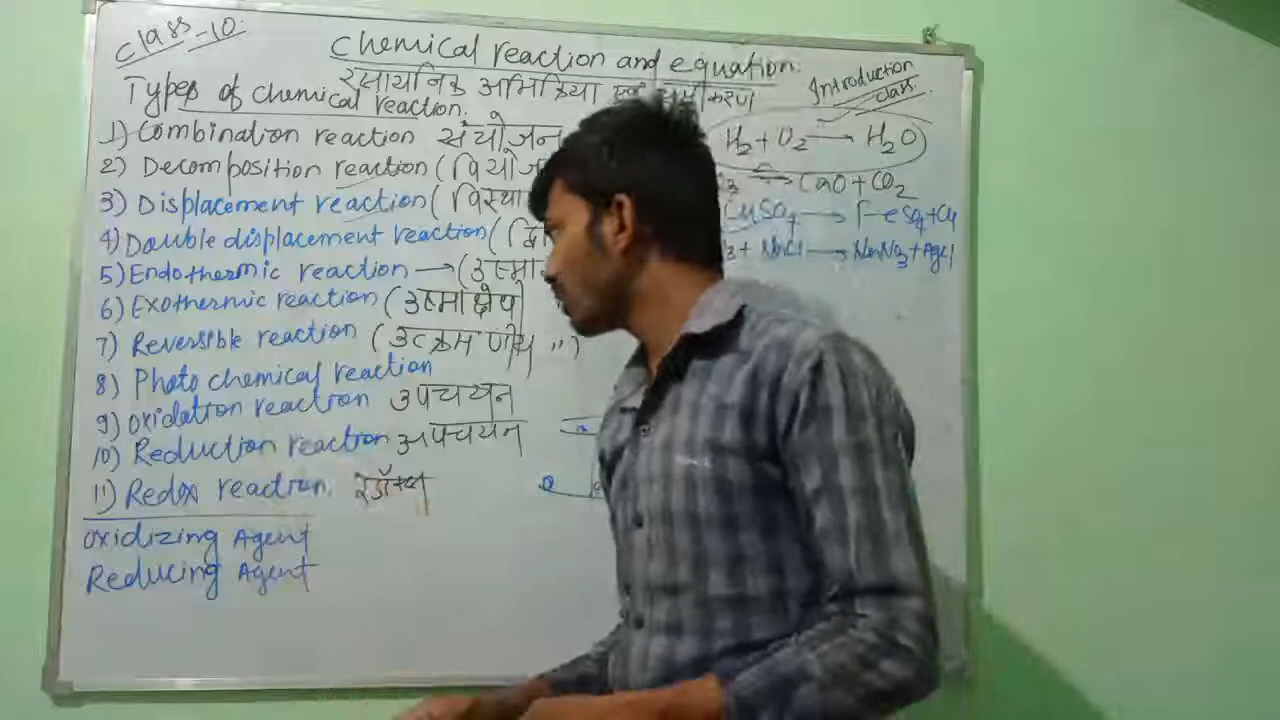 Class-10
Chemical reaction and equation.
रसायनिक अभिक्रिया एवं समीकरण
Introduction
class.
Types of chemical reaction.
1) Combination reaction संयोजन
H₂+O₂ → H₂O
2) Decomposition reaction (वियोज
⇌ CaO+CO₂
3) Displacement reaction (विस्था
CuSO₄ → FeSO₄+Cu
4) Double displacement reaction (द्वि
+ NaCl → NaNO₃+AgCl
5) Endothermic reaction → (उष्मा
6) Exothermic reaction (उष्माक्षेपी
7) Reversible reaction (उत्क्रमणीय ")
8) Photo chemical reaction
9) Oxidation reaction उपचयन
10) Reduction reaction अपचयन
11) Redox reaction.
Oxidizing Agent
Reducing Agent